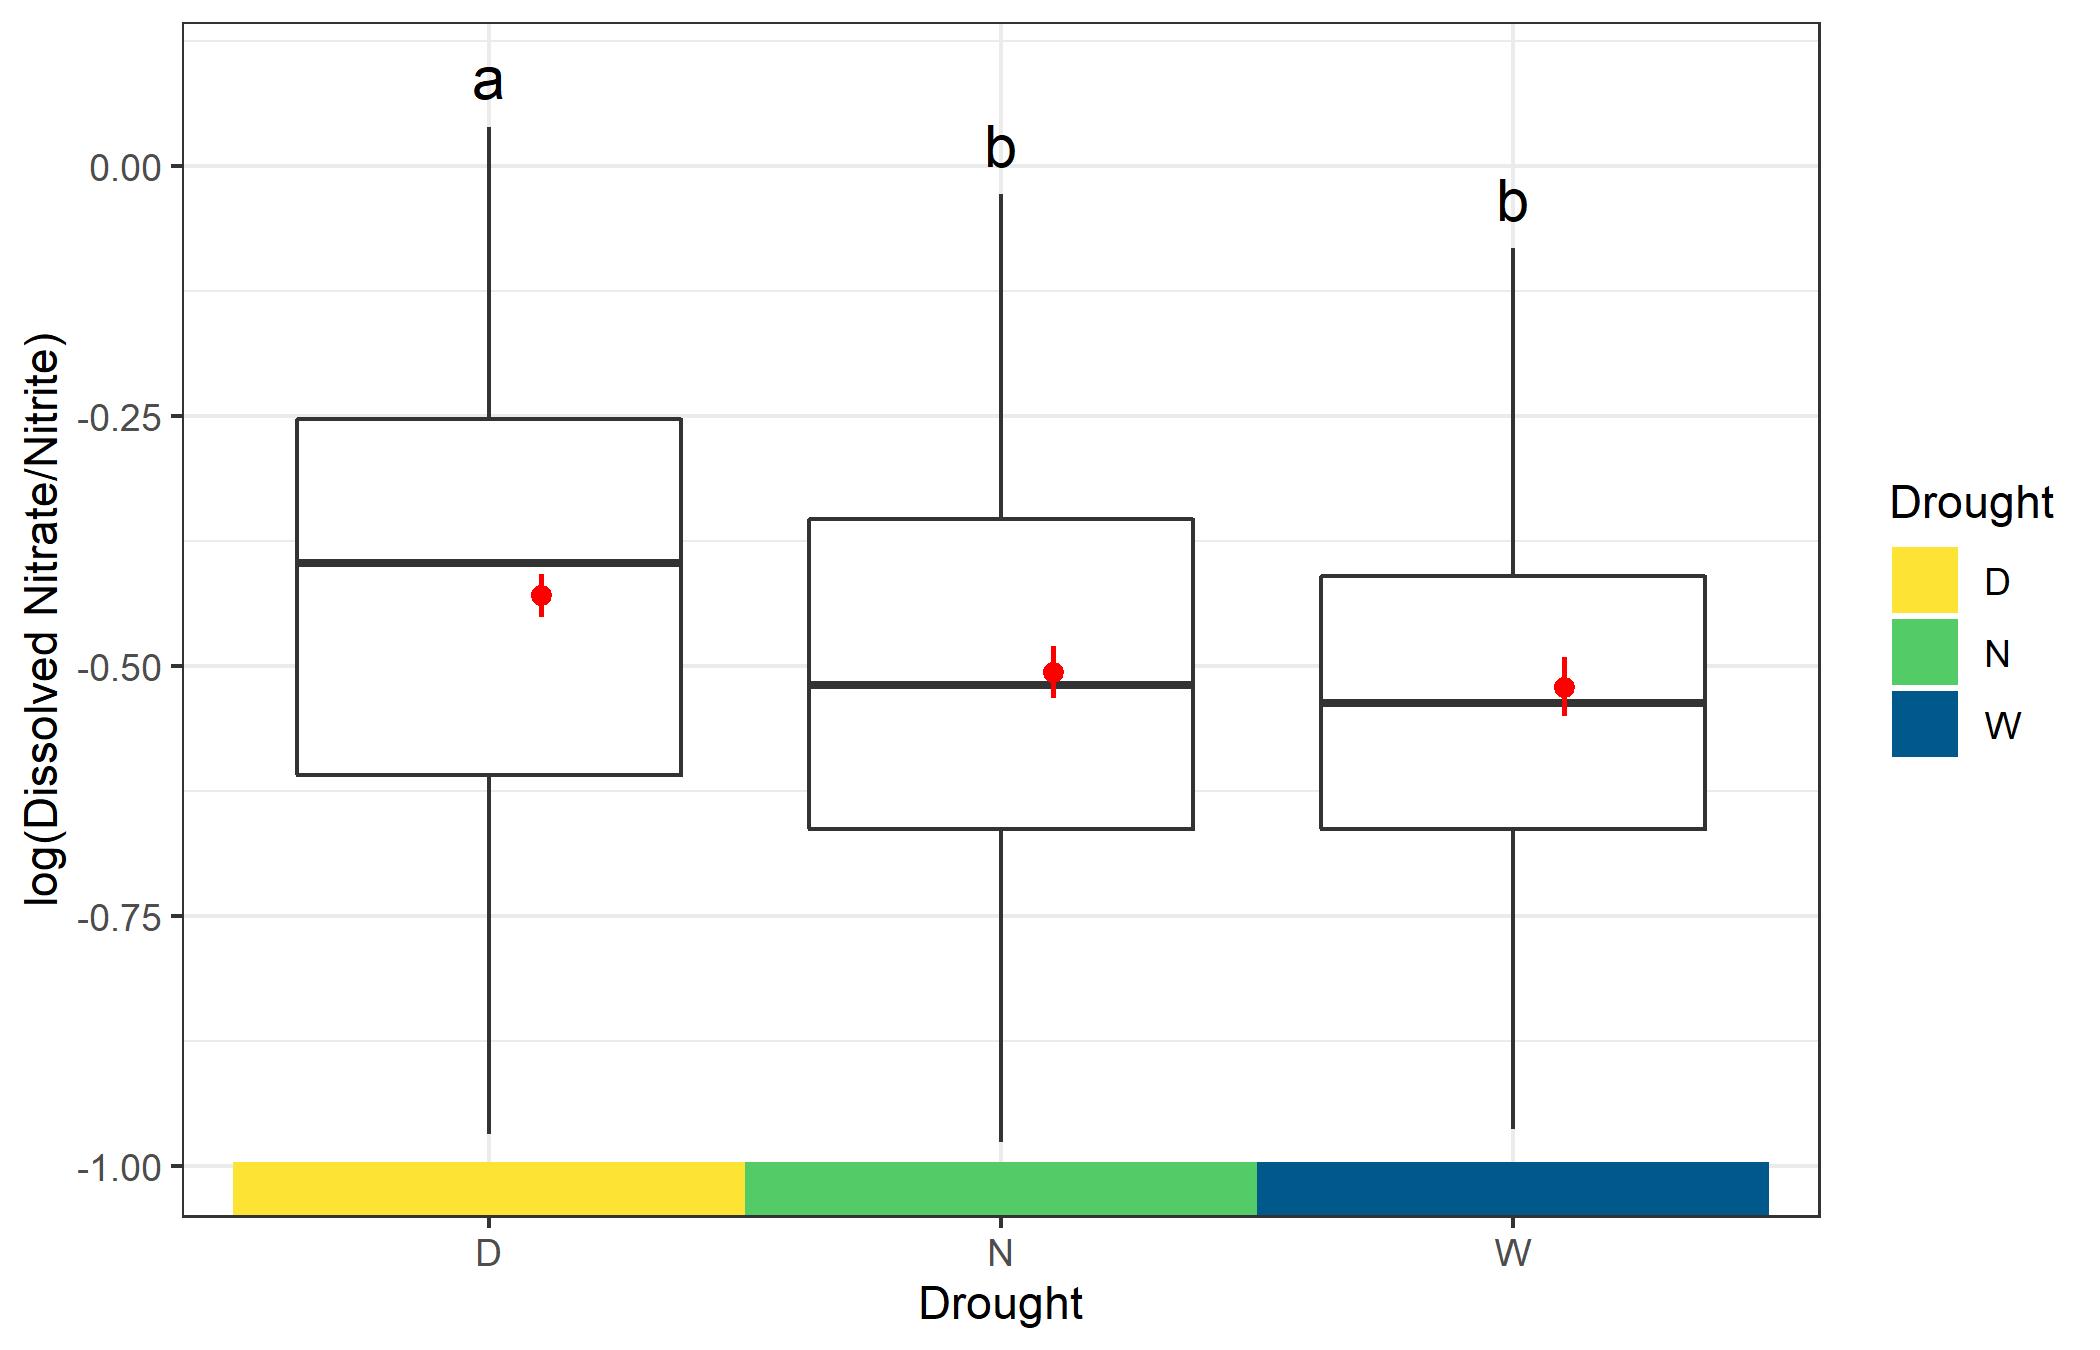 a
b
b
0.00
-0.25
-0.50
-0.75
-1.00
log(Dissolved Nitrate/Nitrite)
D
N
W
Drought
Drought
D
N
W